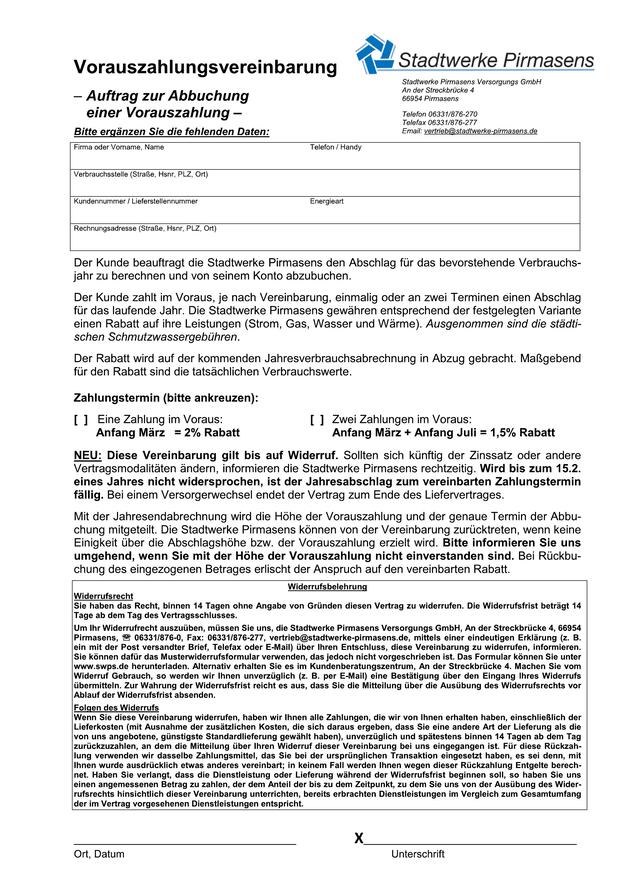 Vorauszahlungsvereinbarung
– Auftrag zur Abbuchung
einer Vorauszahlung –
Stadtwerke Pirmasens
Stadtwerke Pirmasens Versorgungs GmbH
An der Streckbrücke 4
66954 Pirmasens
Telefon 06331/876-270
Telefax 06331/876-277
Email: vertrieb@stadtwerke-pirmasens.de
Bitte ergänzen Sie die fehlenden Daten:
Firma oder Vorname, Name Telefon / Handy
Verbrauchsstelle (Straße, Hsnr, PLZ, Ort)
Kundennummer / Lieferstellennummer Energieart
Rechnungsadresse (Straße, Hsnr, PLZ, Ort)
Der Kunde beauftragt die Stadtwerke Pirmasens den Abschlag für das bevorstehende Verbrauchs-
jahr zu berechnen und von seinem Konto abzubuchen.
Der Kunde zahlt im Voraus, je nach Vereinbarung, einmalig oder an zwei Terminen einen Abschlag
für das laufende Jahr. Die Stadtwerke Pirmasens gewähren entsprechend der festgelegten Variante
einen Rabatt auf ihre Leistungen (Strom, Gas, Wasser und Wärme). Ausgenommen sind die städti-
schen Schmutzwassergebühren.
Der Rabatt wird auf der kommenden Jahresverbrauchsabrechnung in Abzug gebracht. Maßgebend
für den Rabatt sind die tatsächlichen Verbrauchswerte.
Zahlungstermin (bitte ankreuzen):
[ ] Eine Zahlung im Voraus: [ ] Zwei Zahlungen im Voraus:
Anfang März = 2% Rabatt Anfang März + Anfang Juli = 1,5% Rabatt
NEU: Diese Vereinbarung gilt bis auf Widerruf. Sollten sich künftig der Zinssatz oder andere
Vertragsmodalitäten ändern, informieren die Stadtwerke Pirmasens rechtzeitig. Wird bis zum 15.2.
eines Jahres nicht widersprochen, ist der Jahresabschlag zum vereinbarten Zahlungstermin
fällig. Bei einem Versorgerwechsel endet der Vertrag zum Ende des Liefervertrages.
Mit der Jahresendabrechnung wird die Höhe der Vorauszahlung und der genaue Termin der Abbu-
chung mitgeteilt. Die Stadtwerke Pirmasens können von der Vereinbarung zurücktreten, wenn keine
Einigkeit über die Abschlagshöhe bzw. der Vorauszahlung erzielt wird. Bitte informieren Sie uns
umgehend, wenn Sie mit der Höhe der Vorauszahlung nicht einverstanden sind. Bei Rückbu-
chung des eingezogenen Betrages erlischt der Anspruch auf den vereinbarten Rabatt.
Widerrufsbelehrung
Widerrufsrecht
Sie haben das Recht, binnen 14 Tagen ohne Angabe von Gründen diesen Vertrag zu widerrufen. Die Widerrufsfrist beträgt 14
Tage ab dem Tag des Vertragsschlusses.
Um Ihr Widerrufsrecht auszuüben, müssen Sie uns, die Stadtwerke Pirmasens Versorgungs GmbH, An der Streckbrücke 4, 66954
Pirmasens, ☏ 06331/876-0, Fax: 06331/876-277, vertrieb@stadtwerke-pirmasens.de, mittels einer eindeutigen Erklärung (z. B.
ein mit der Post versandter Brief, Telefax oder E-Mail) über Ihren Entschluss, diese Vereinbarung zu widerrufen, informieren.
Sie können dafür das Musterwiderrufsformular verwenden, das jedoch nicht vorgeschrieben ist. Das Formular können Sie unter
www.swps.de herunterladen. Alternativ erhalten Sie es im Kundenberatungszentrum, An der Streckbrücke 4. Machen Sie vom
Widerruf Gebrauch, so werden wir Ihnen unverzüglich (z. B. per E-Mail) eine Bestätigung über den Eingang Ihres Widerrufs
übermitteln. Zur Wahrung der Widerrufsfrist reicht es aus, dass Sie die Mitteilung über die Ausübung des Widerrufsrechts vor
Ablauf der Widerrufsfrist absenden.
Folgen des Widerrufs
Wenn Sie diese Vereinbarung widerrufen, haben wir Ihnen alle Zahlungen, die wir von Ihnen erhalten haben, einschließlich der
Lieferkosten (mit Ausnahme der zusätzlichen Kosten, die sich daraus ergeben, dass Sie eine andere Art der Lieferung als die
von uns angebotene, günstigste Standardlieferung gewählt haben), unverzüglich und spätestens binnen 14 Tagen ab dem Tag
zurückzuzahlen, an dem die Mitteilung über Ihren Widerruf dieser Vereinbarung bei uns eingegangen ist. Für diese Rückzah-
lung verwenden wir dasselbe Zahlungsmittel, das Sie bei der ursprünglichen Transaktion eingesetzt haben, es sei denn, mit
Ihnen wurde ausdrücklich etwas anderes vereinbart; in keinem Fall werden Ihnen wegen dieser Rückzahlung Entgelte berech-
net. Haben Sie verlangt, dass die Dienstleistung oder Lieferung während der Widerrufsfrist beginnen soll, so haben Sie uns
einen angemessenen Betrag zu zahlen, der dem Anteil der bis zu dem Zeitpunkt, zu dem Sie uns von der Ausübung des Wider-
rufsrechts hinsichtlich dieser Vereinbarung unterrichten, bereits erbrachten Dienstleistungen im Vergleich zum Gesamtumfang
der im Vertrag vorgesehenen Dienstleistungen entspricht.
X
Ort, Datum Unterschrift